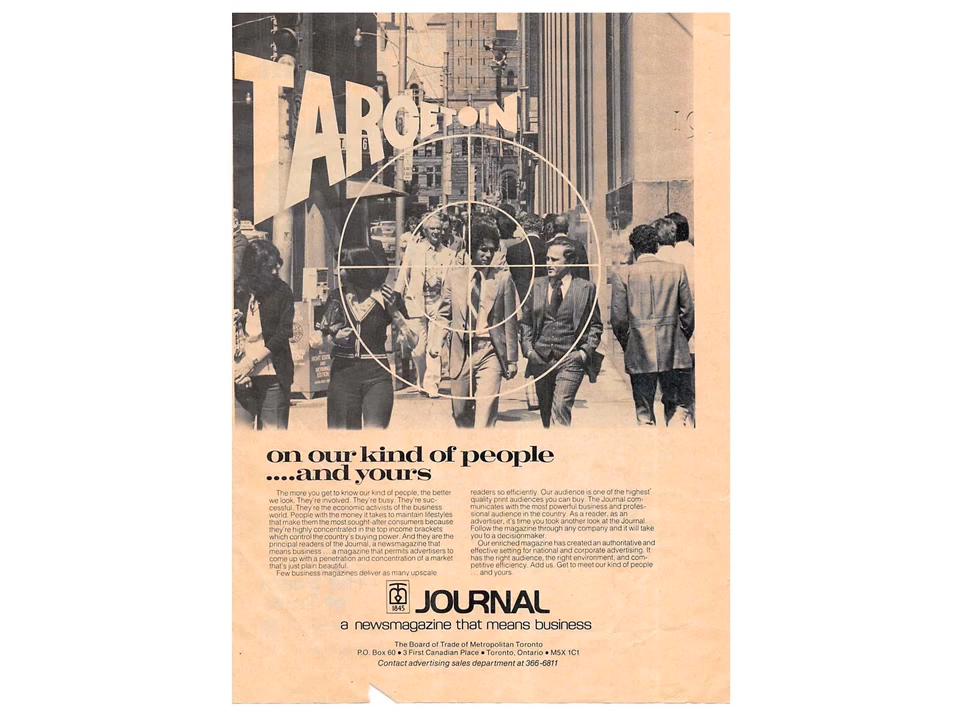 TARGET·IN
on our kind of people
....and yours
The more you get to know our kind of people, the better
we look. They're involved. They're busy. They're suc-
cessful. They're the economic activists of the business
world. People with the money it takes to maintain lifestyles
that make them the most sought-after consumers because
they're highly concentrated in the top income brackets
which control the country's buying power. And they are the
principal readers of the Journal, a newsmagazine that
means business ... a magazine that permits advertisers to
come up with a penetration and concentration of a market
that's just plain beautiful.
Few business magazines deliver as many upscale
readers so efficiently. Our audience is one of the highest
quality print audiences you can buy. The Journal com-
municates with the most powerful business and profes-
sional audience in the country. As a reader, as an
advertiser, it's time you took another look at the Journal.
Follow the magazine through any company and it will take
you to a decisionmaker.
Our enriched magazine has created an authoritative and
effective setting for national and corporate advertising. It
has the right audience, the right environment, and com-
petitive efficiency. Add us. Get to meet our kind of people
... and yours.
1845
JOURNAL
a newsmagazine that means business
The Board of Trade of Metropolitan Toronto
P.O. Box 60 • 3 First Canadian Place • Toronto, Ontario • M5X 1C1
Contact advertising sales department at 366-6811